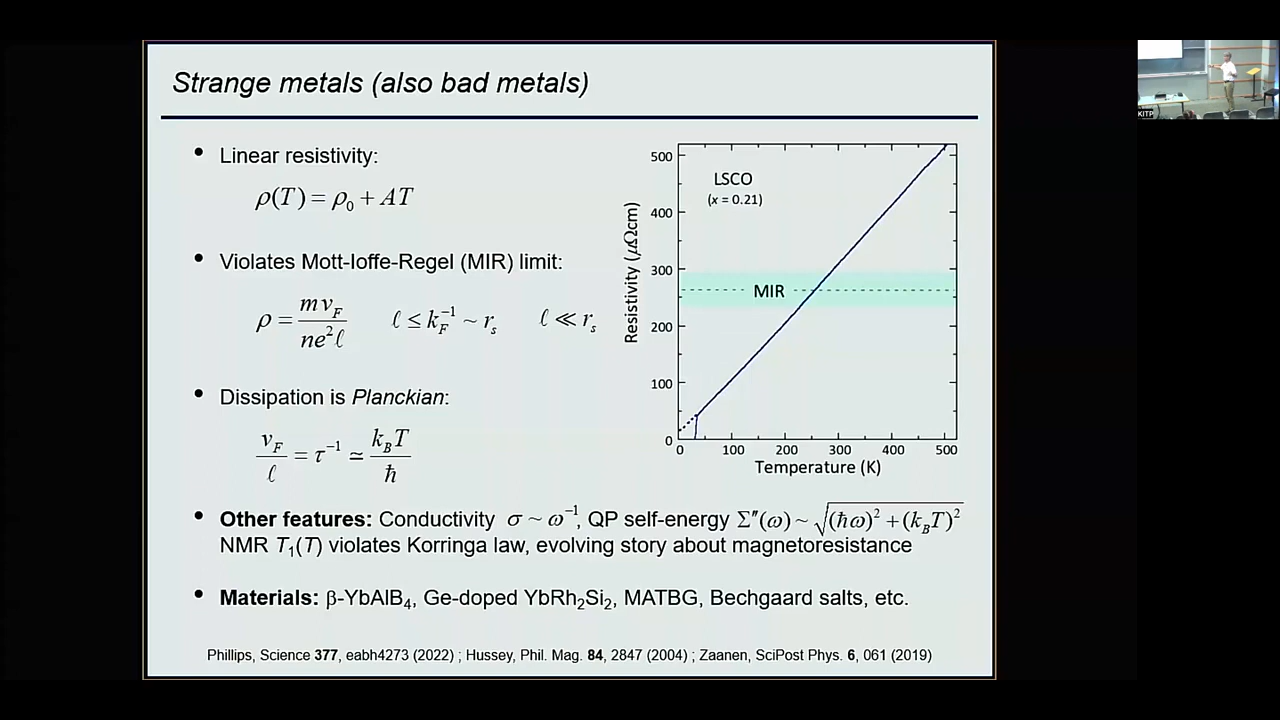 Strange metals (also bad metals)
• Linear resistivity:
ρ(T) = ρ₀ + AT
• Violates Mott-Ioffe-Regel (MIR) limit:
ρ = mv_F / ne²ℓ    ℓ ≤ k_F⁻¹ ~ r_s    ℓ ≪ r_s
• Dissipation is Planckian:
v_F / ℓ = τ⁻¹ ≃ k_BT / ħ
Resistivity (μΩcm)
500
400
300
200
100
0
LSCO
(x = 0.21)
MIR
0 100 200 300 400 500
Temperature (K)
• Other features: Conductivity σ ~ ω⁻¹, QP self-energy Σ″(ω) ~ √((ħω)² + (k_BT)²)
NMR T₁(T) violates Korringa law, evolving story about magnetoresistance
• Materials: β-YbAlB₄, Ge-doped YbRh₂Si₂, MATBG, Bechgaard salts, etc.
Phillips, Science 377, eabh4273 (2022) ; Hussey, Phil. Mag. 84, 2847 (2004) ; Zaanen, SciPost Phys. 6, 061 (2019)
KITP